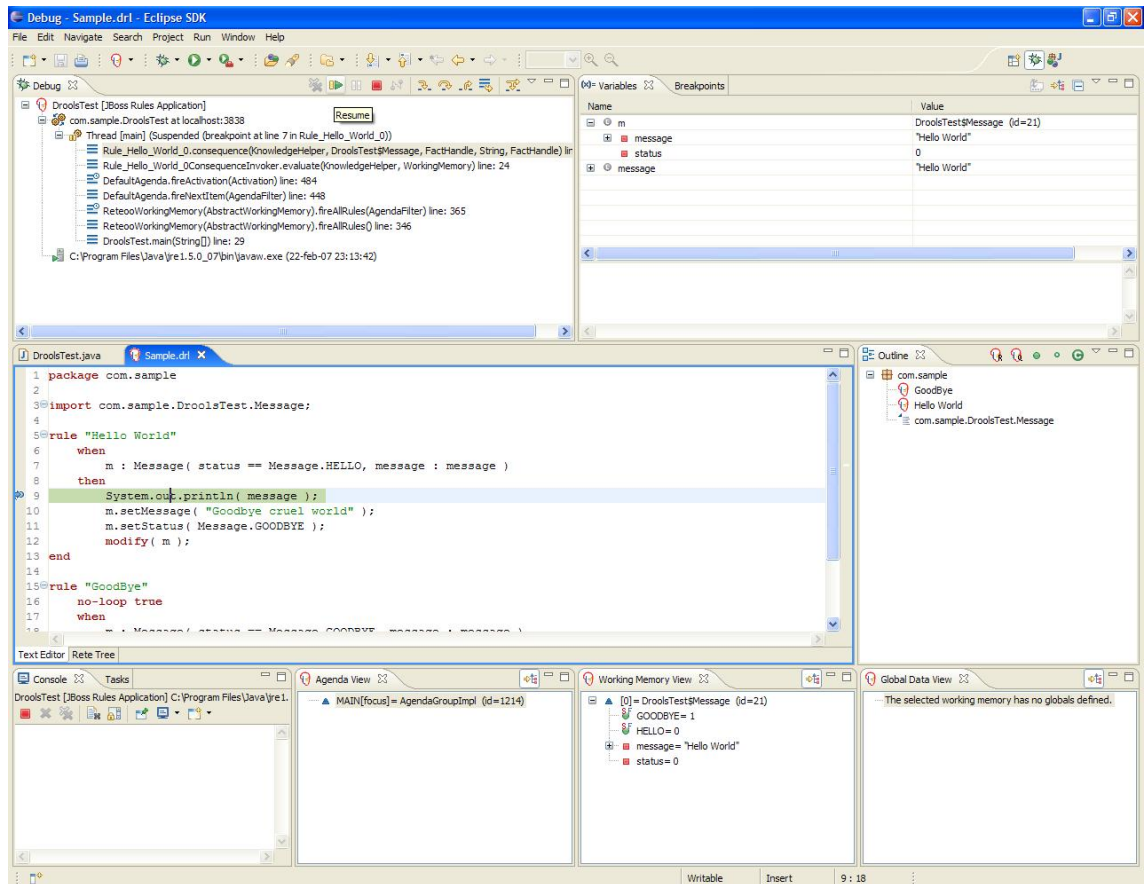 Debug - Sample.drl - Eclipse SDK
File Edit Navigate Search Project Run Window Help
Debug
Resume
DroolsTest [JBoss Rules Application]
com.sample.DroolsTest at localhost:3838
Thread [main] (Suspended (breakpoint at line 7 in Rule_Hello_World_0))
Rule_Hello_World_0.consequence(KnowledgeHelper, DroolsTest$Message, FactHandle, String, FactHandle) lin
Rule_Hello_World_0ConsequenceInvoker.evaluate(KnowledgeHelper, WorkingMemory) line: 24
DefaultAgenda.fireActivation(Activation) line: 484
DefaultAgenda.fireNextItem(AgendaFilter) line: 448
ReteooWorkingMemory(AbstractWorkingMemory).fireAllRules(AgendaFilter) line: 365
ReteooWorkingMemory(AbstractWorkingMemory).fireAllRules() line: 346
DroolsTest.main(String[]) line: 29
C:\Program Files\Java\jre1.5.0_07\bin\javaw.exe (22-feb-07 23:13:42)
(x)= Variables Breakpoints
Name Value
m DroolsTest$Message (id=21)
message "Hello World"
status 0
message "Hello World"
DroolsTest.java Sample.drl
1 package com.sample
2
3 import com.sample.DroolsTest.Message;
4
5 rule "Hello World"
6 when
7 m : Message( status == Message.HELLO, message : message )
8 then
9 System.out.println( message );
10 m.setMessage( "Goodbye cruel world" );
11 m.setStatus( Message.GOODBYE );
12 modify( m );
13 end
14
15 rule "GoodBye"
16 no-loop true
17 when
18 m : Message( status == Message.GOODBYE, message : message )
Text Editor Rete Tree
Outline
com.sample
GoodBye
Hello World
com.sample.DroolsTest.Message
Console Tasks
DroolsTest [JBoss Rules Application] C:\Program Files\Java\jre1.
Agenda View
MAIN[focus]= AgendaGroupImpl (id=1214)
Working Memory View
[0]= DroolsTest$Message (id=21)
GOODBYE= 1
HELLO= 0
message= "Hello World"
status= 0
Global Data View
The selected working memory has no globals defined.
Writable Insert 9 : 18